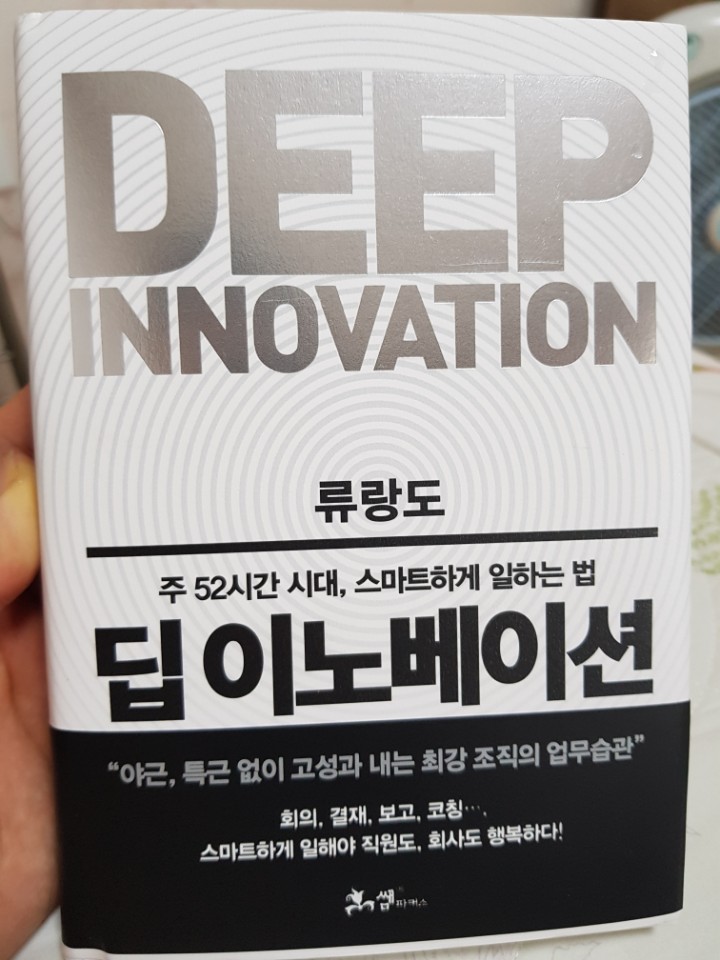 DEEP
INNOVATION
류랑도
주 52시간 시대, 스마트하게 일하는 법
딥 이노베이션
“야근, 특근 없이 고성과 내는 최강 조직의 업무습관”
회의, 결재, 보고, 코칭….
스마트하게 일해야 직원도, 회사도 행복하다!
쌤파커스